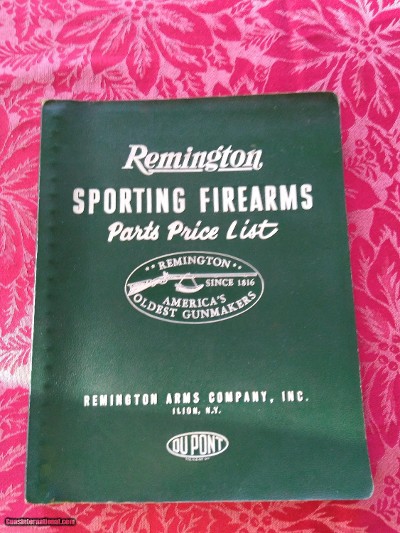 Remington
SPORTING FIREARMS
Parts Price List
REMINGTON
SINCE 1816
AMERICA'S
OLDEST GUNMAKERS
REMINGTON ARMS COMPANY, INC.
ILION, N.Y.
DU PONT
GunsInternational.com